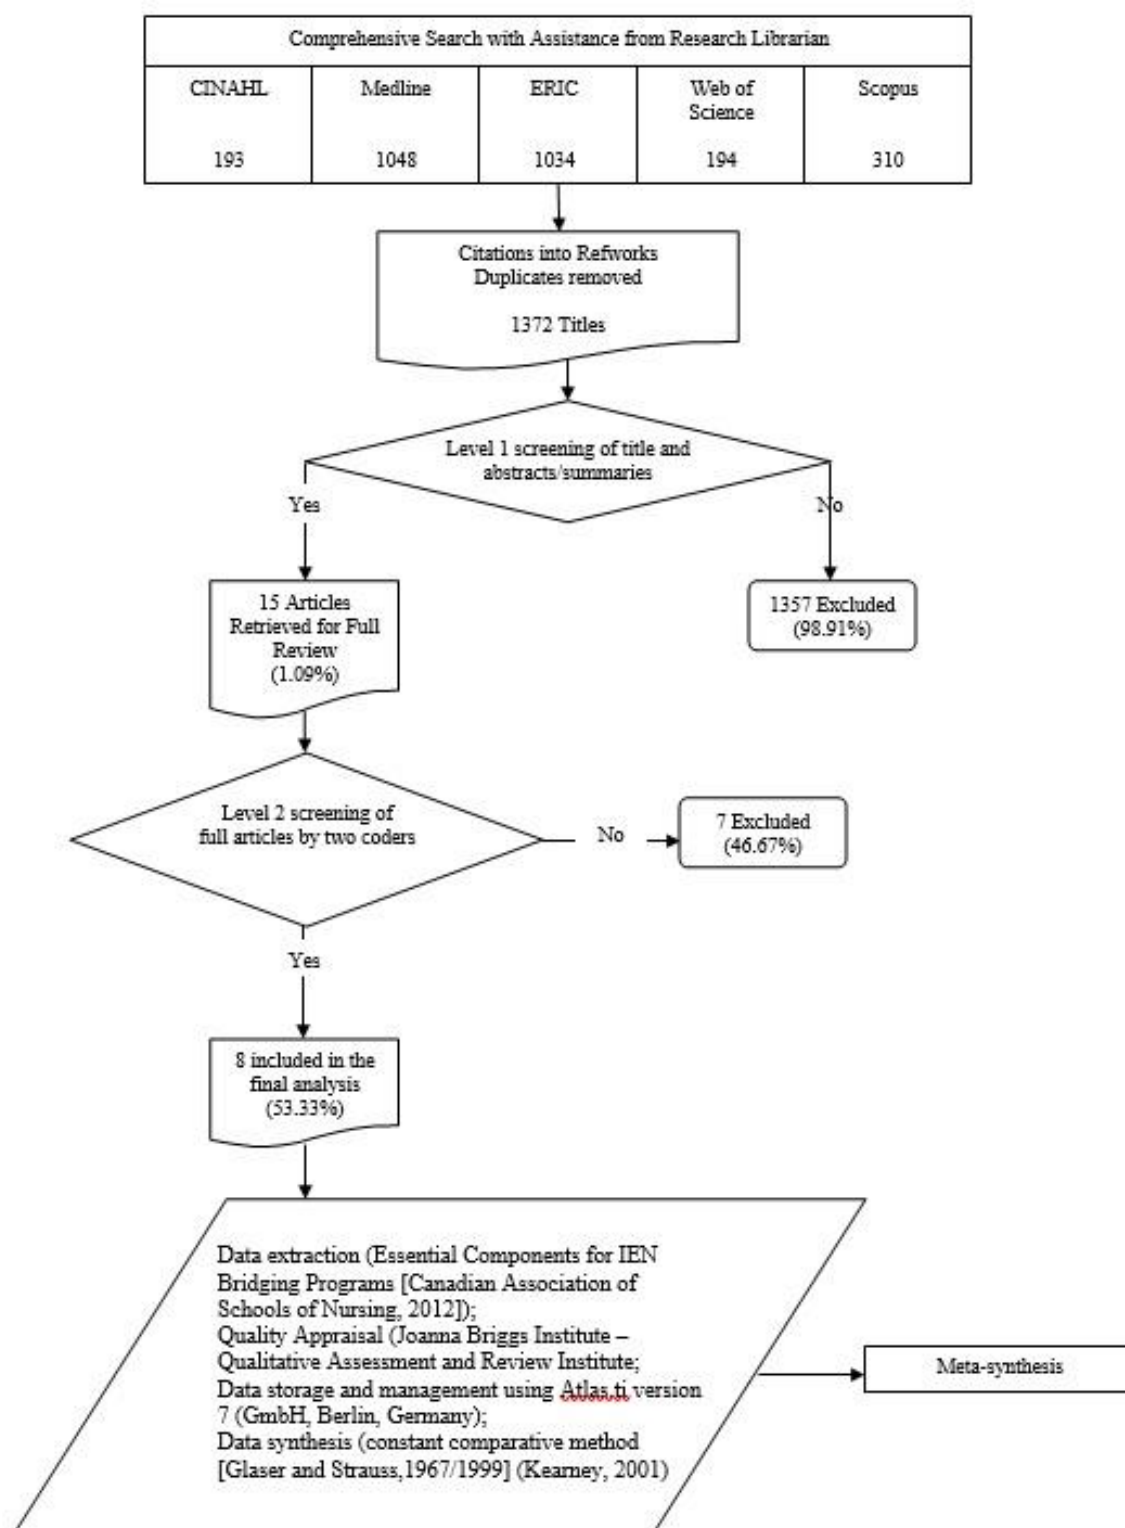 Comprehensive Search with Assistance from Research Librarian
CINAHL
193
Medline
1048
ERIC
1034
Web of
Science
194
Scopus
310
Citations into Refworks
Duplicates removed
1372 Titles
Level 1 screening of title and
abstracts/summaries
Yes
No
15 Articles
Retrieved for Full
Review
(1.09%)
1357 Excluded
(98.91%)
Level 2 screening of
full articles by two coders
No
7 Excluded
(46.67%)
Yes
8 included in the
final analysis
(53.33%)
Data extraction (Essential Components for IEN
Bridging Programs [Canadian Association of
Schools of Nursing, 2012]);
Quality Appraisal (Joanna Briggs Institute –
Qualitative Assessment and Review Institute;
Data storage and management using Atlas.ti version
7 (GmbH, Berlin, Germany);
Data synthesis (constant comparative method
[Glaser and Strauss,1967/1999] (Kearney, 2001)
Meta-synthesis